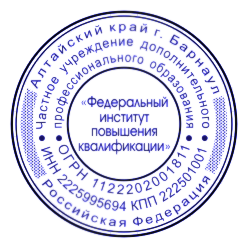 Алтайский край г. Барнаул
Частное учреждение дополнительного
профессионального образования
«Федеральный
институт
повышения
квалификации»
ОГРН 1122202001811
ИНН 2225995694 КПП 222501001
Российская Федерация